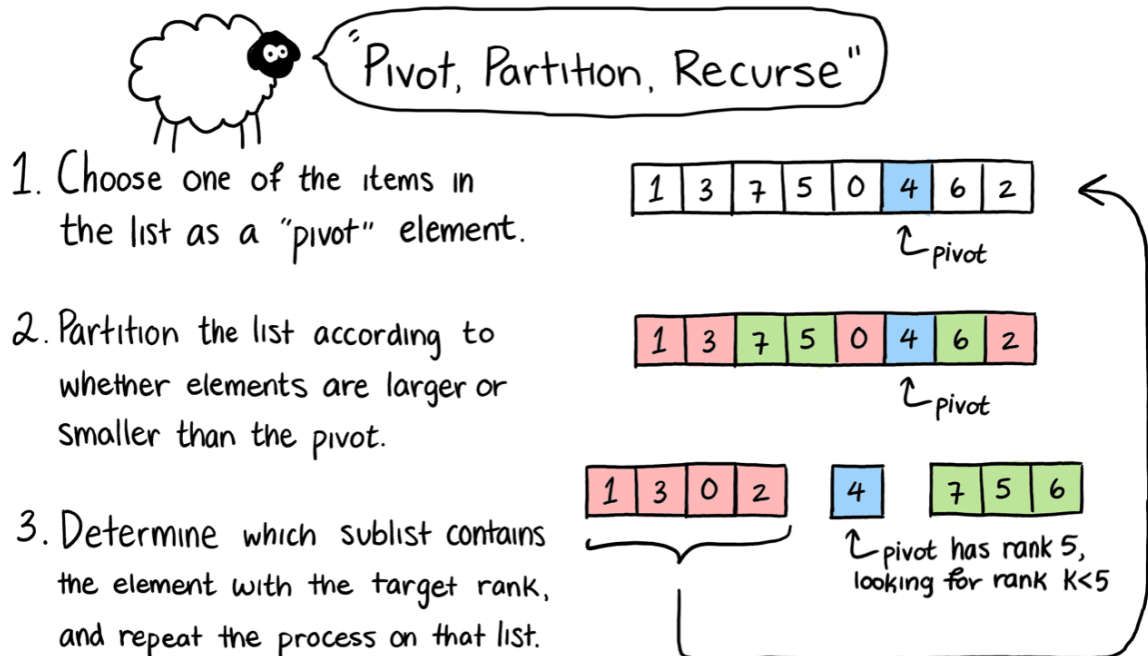 "Pivot, Partition, Recurse"
1. Choose one of the items in
the list as a "pivot" element.
1 3 7 5 0 4 6 2
pivot
2. Partition the list according to
whether elements are larger or
smaller than the pivot.
1 3 7 5 0 4 6 2
pivot
3. Determine which sublist contains
the element with the target rank,
and repeat the process on that list.
1 3 0 2
4
7 5 6
pivot has rank 5,
looking for rank K<5